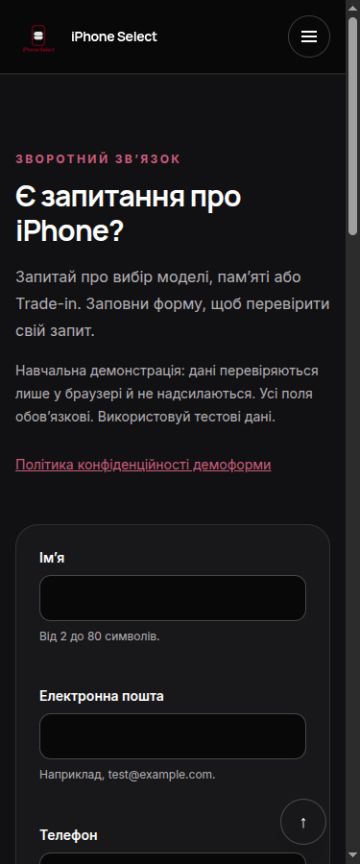 iPhone Select
ЗВОРОТНИЙ ЗВ’ЯЗОК
Є запитання про
iPhone?
Запитай про вибір моделі, пам’яті або
Trade-in. Заповни форму, щоб перевірити
свій запит.
Навчальна демонстрація: дані перевіряються
лише у браузері й не надсилаються. Усі поля
обов’язкові. Використовуй тестові дані.
Політика конфіденційності демоформи
Ім’я
Від 2 до 80 символів.
Електронна пошта
Наприклад, test@example.com.
↑
Телефон